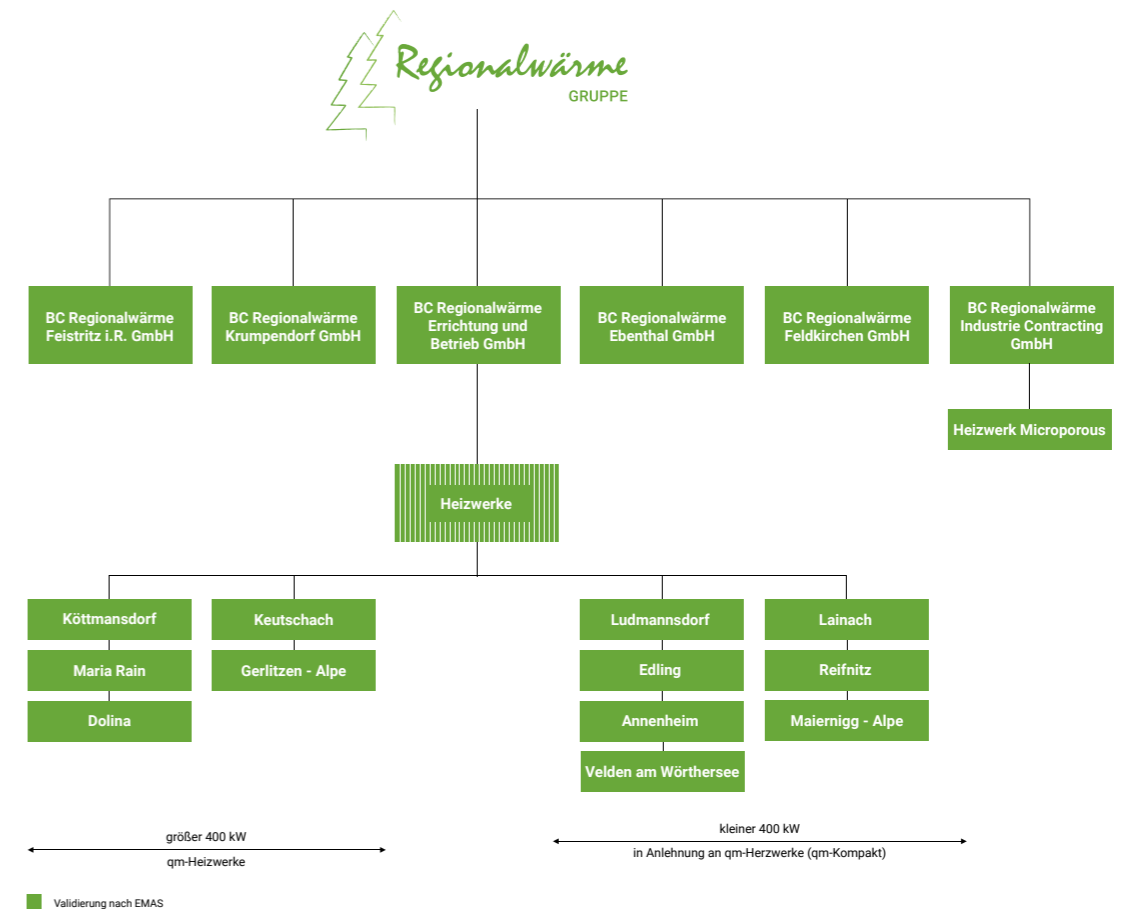 Regionalwärme
GRUPPE
BC Regionalwärme
Feistritz i.R. GmbH
BC Regionalwärme
Krumpendorf GmbH
BC Regionalwärme
Errichtung und
Betrieb GmbH
BC Regionalwärme
Ebenthal GmbH
BC Regionalwärme
Feldkirchen GmbH
BC Regionalwärme
Industrie Contracting
GmbH
Heizwerk Microporous
Heizwerke
Köttmansdorf
Maria Rain
Dolina
Keutschach
Gerlitzen - Alpe
Ludmannsdorf
Edling
Annenheim
Velden am Wörthersee
Lainach
Reifnitz
Maiernigg - Alpe
größer 400 kW
qm-Heizwerke
kleiner 400 kW
in Anlehnung an qm-Herzwerke (qm-Kompakt)
Validierung nach EMAS